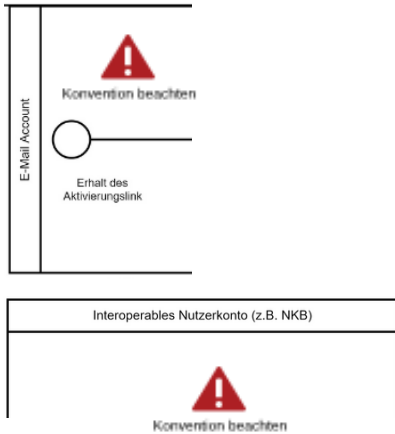 Konvention beachten
E-Mail Account
Erhalt des
Aktivierungslink
Interoperables Nutzerkonto (z.B. NKB)
Konvention beachten